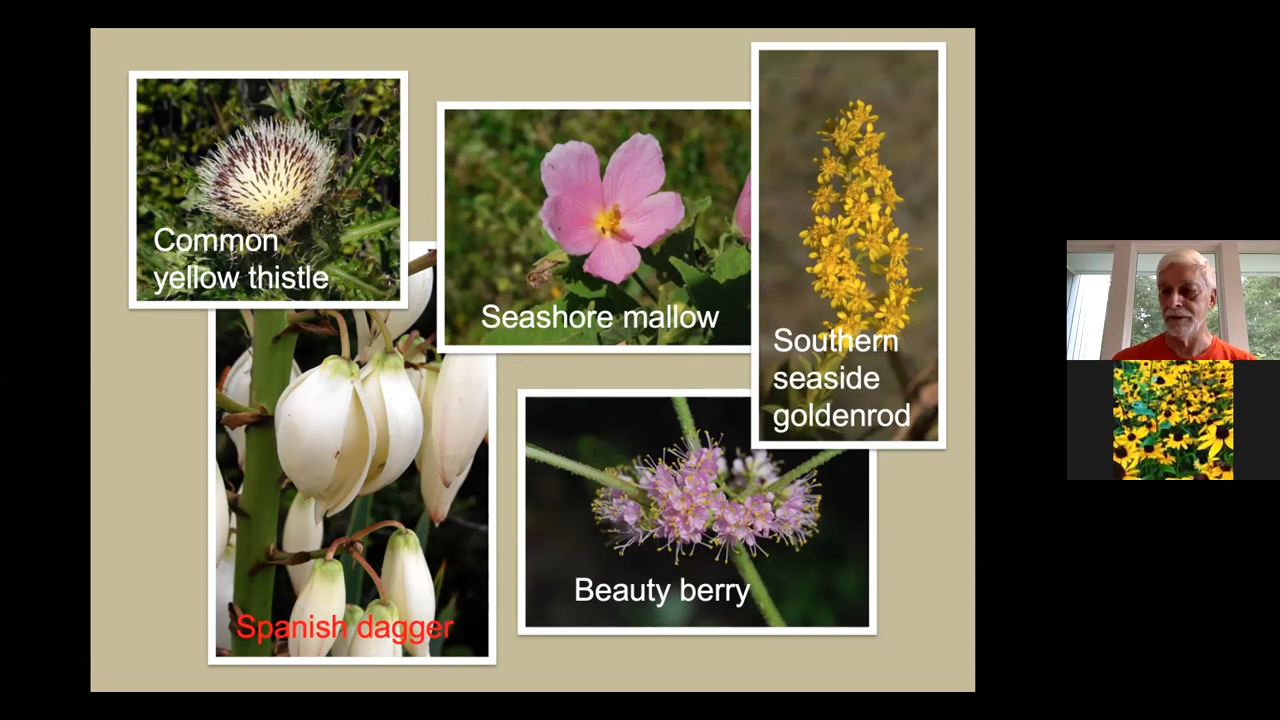 Common
yellow thistle
Seashore mallow
Southern
seaside
goldenrod
Beauty berry
Spanish dagger